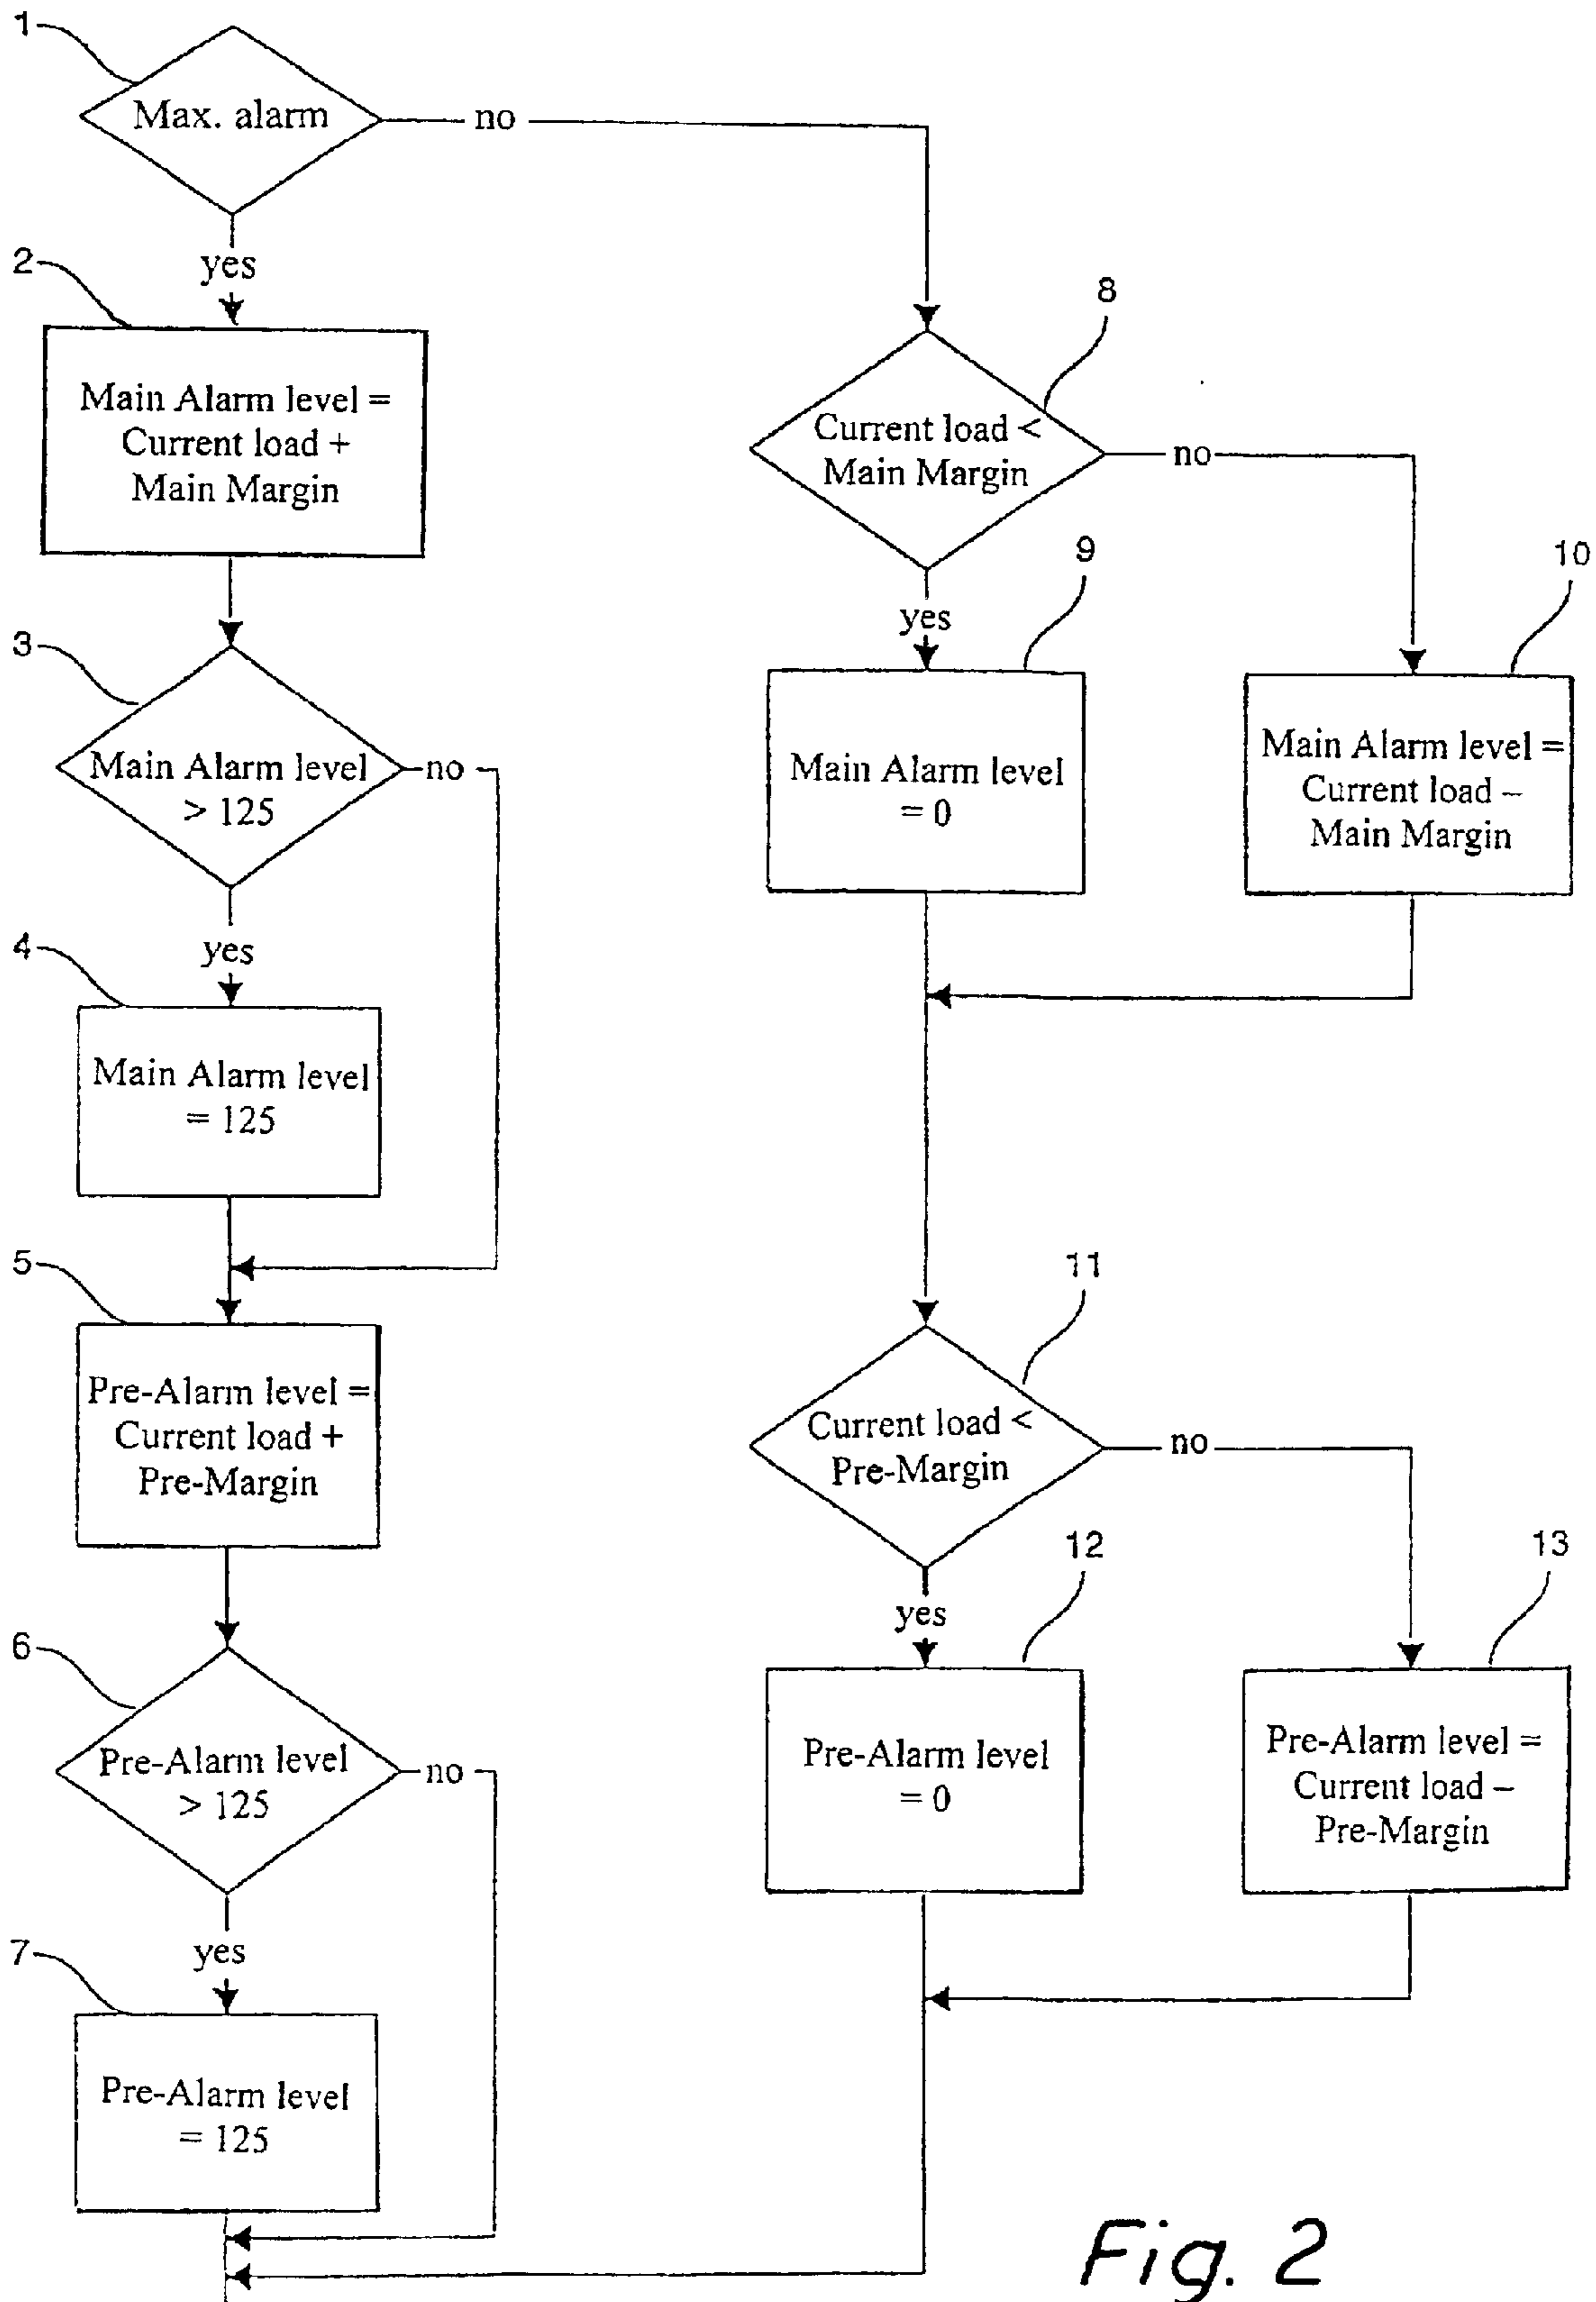 1
Max. alarm
no
yes
2
Main Alarm level =
Current load +
Main Margin
3
Main Alarm level
> 125
no
yes
4
Main Alarm level
= 125
5
Pre-Alarm level =
Current load +
Pre-Margin
6
Pre-Alarm level
> 125
no
yes
7
Pre-Alarm level
= 125
8
Current load <
Main Margin
no
yes
9
Main Alarm level
= 0
10
Main Alarm level =
Current load –
Main Margin
11
Current load <
Pre-Margin
no
yes
12
Pre-Alarm level
= 0
13
Pre-Alarm level =
Current load –
Pre-Margin
Fig. 2